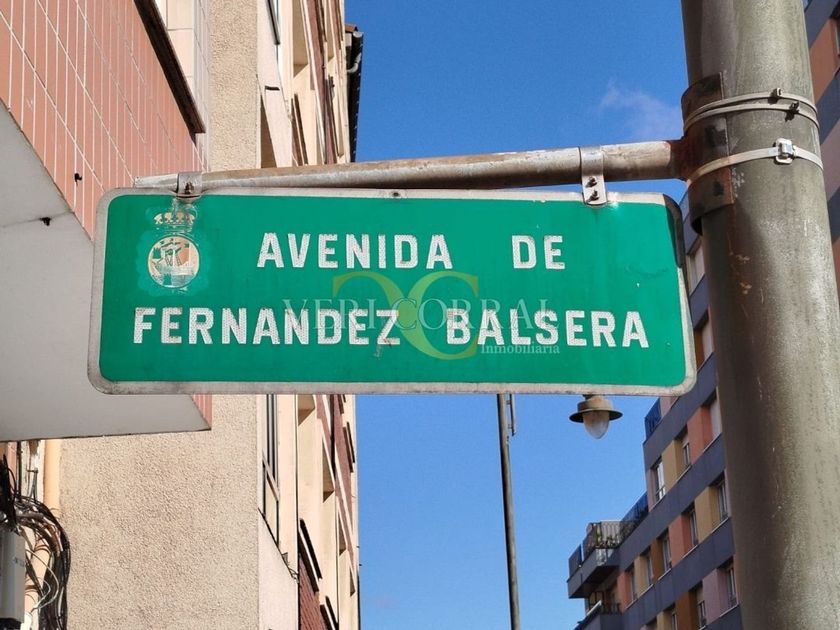 AVENIDA DE
FERNANDEZ BALSERA
VERI CORRAL
Inmobiliaria